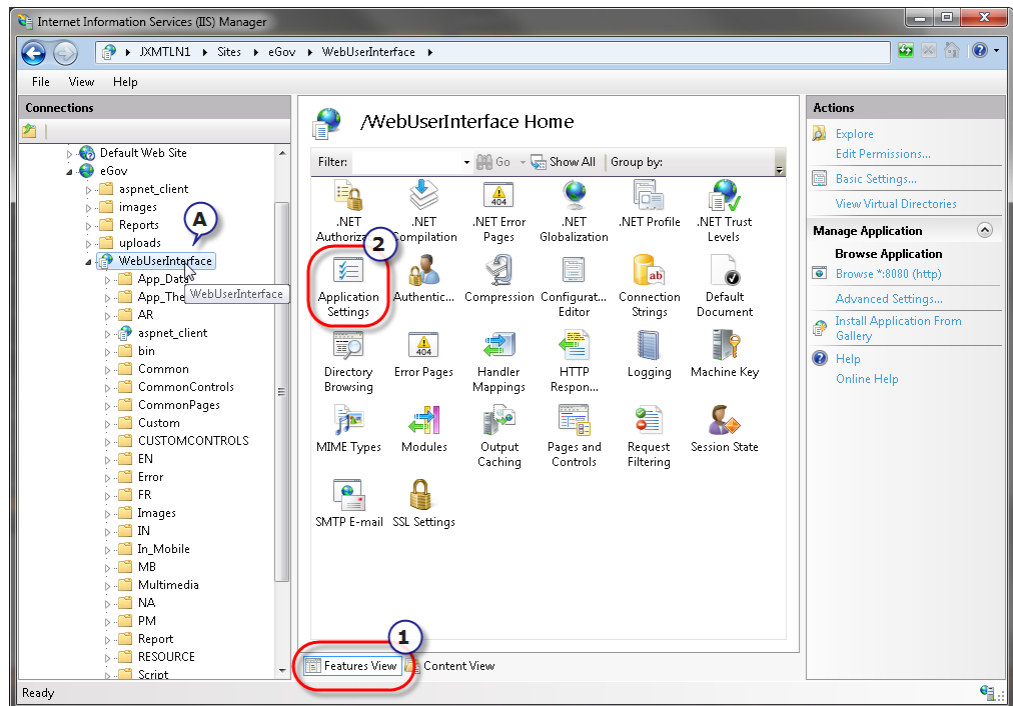 Internet Information Services (IIS) Manager
JXMTLN1 Sites eGov WebUserInterface
File View Help
Connections
Default Web Site
eGov
aspnet_client
images
Reports
uploads
A
WebUserInterface
App_Data
App_The
WebUserInterface
AR
aspnet_client
bin
Common
CommonControls
CommonPages
Custom
CUSTOMCONTROLS
EN
Error
FR
Images
IN
In_Mobile
MB
Multimedia
NA
PM
Report
RESOURCE
Script
/WebUserInterface Home
Filter: Go Show All Group by:
.NET
Authoriza
.NET
Compilation
404
.NET Error
Pages
.NET
Globalization
.NET Profile
.NET Trust
Levels
2
Application
Settings
Authentic...
Compression
Configurat...
Editor
ab
Connection
Strings
Default
Document
Directory
Browsing
404
Error Pages
Handler
Mappings
HTTP
Respon...
Logging
Machine Key
MIME Types
Modules
Output
Caching
Pages and
Controls
Request
Filtering
Session State
SMTP E-mail
SSL Settings
1
Features View
Content View
Actions
Explore
Edit Permissions...
Basic Settings...
View Virtual Directories
Manage Application
Browse Application
Browse *:8080 (http)
Advanced Settings...
Install Application From
Gallery
Help
Online Help
Ready